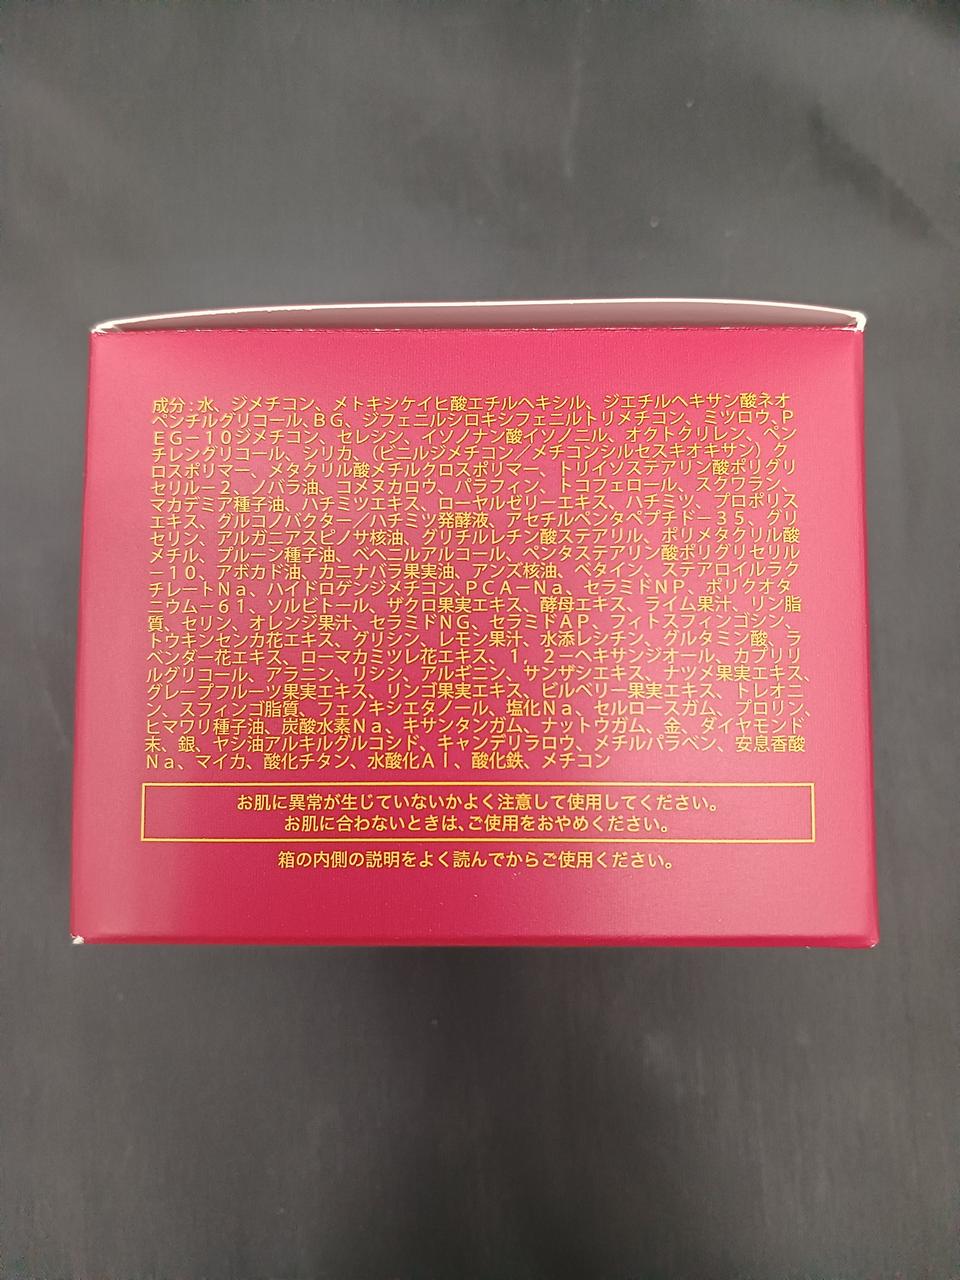 成分：水、ジメチコン、メトキシケイヒ酸エチルヘキシル、ジエチルヘキサン酸ネオ
ペンチルグリコール、BG、ジフェニルシロキシフェニルトリメチコン、ミツロウ、P
EG－10ジメチコン、セレシン、イソノナン酸イソノニル、オクトクリレン、ペン
チレングリコール、シリカ、（ビニルジメチコン／メチコンシルセスキオキサン）ク
ロスポリマー、メタクリル酸メチルクロスポリマー、トリイソステアリン酸ポリグリ
セリル－2、ノバラ油、コメヌカロウ、パラフィン、トコフェロール、スクワラン、
マカデミア種子油、ハチミツエキス、ローヤルゼリーエキス、ハチミツ、プロポリス
エキス、グルコノバクター／ハチミツ発酵液、アセチルペンタペプチド－35、グリ
セリン、アルガニアスピノサ核油、グリチルレチン酸ステアリル、ポリメタクリル酸
メチル、プルーン種子油、ベヘニルアルコール、ペンタステアリン酸ポリグリセリル
－10、アボカド油、カニナバラ果実油、アンズ核油、ベタイン、ステアロイルラク
チレートNa、ハイドロゲンジメチコン、PCA－Na、セラミドNP、ポリクオタ
ニウム－61、ソルビトール、ザクロ果実エキス、酵母エキス、ライム果汁、リン脂
質、セリン、オレンジ果汁、セラミドNG、セラミドAP、フィトスフィンゴシン、
トウキンセンカ花エキス、グリシン、レモン果汁、水添レシチン、グルタミン酸、ラ
ベンダー花エキス、ローマカミツレ花エキス、1，2－ヘキサンジオール、カプリリ
ルグリコール、アラニン、リシン、アルギニン、サンザシエキス、ナツメ果実エキス、
グレープフルーツ果実エキス、リンゴ果実エキス、ビルベリー果実エキス、トレオニ
ン、スフィンゴ脂質、フェノキシエタノール、塩化Na、セルロースガム、プロリン、
ヒマワリ種子油、炭酸水素Na、キサンタンガム、ナットウガム、金、ダイヤモンド
末、銀、ヤシ油アルキルグルコシド、キャンデリラロウ、メチルパラベン、安息香酸
Na、マイカ、酸化チタン、水酸化Al、酸化鉄、メチコン
お肌に異常が生じていないかよく注意して使用してください。
お肌に合わないときは、ご使用をおやめください。
箱の内側の説明をよく読んでからご使用ください。